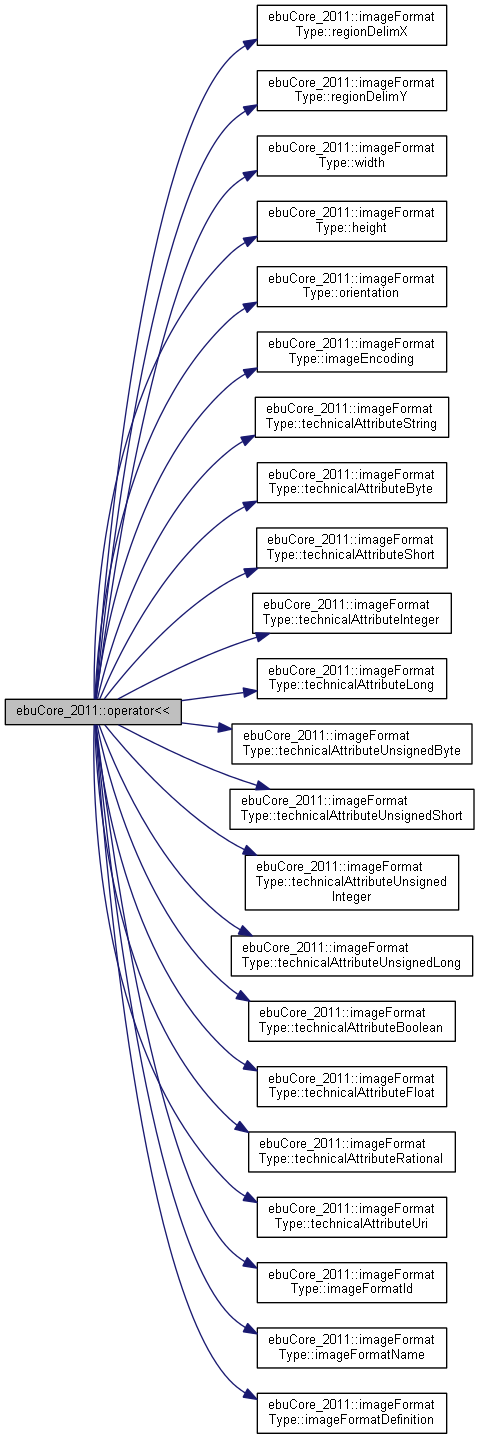 ebuCore_2011::imageFormat
Type::regionDelimX
ebuCore_2011::imageFormat
Type::regionDelimY
ebuCore_2011::imageFormat
Type::width
ebuCore_2011::imageFormat
Type::height
ebuCore_2011::imageFormat
Type::orientation
ebuCore_2011::imageFormat
Type::imageEncoding
ebuCore_2011::imageFormat
Type::technicalAttributeString
ebuCore_2011::imageFormat
Type::technicalAttributeByte
ebuCore_2011::imageFormat
Type::technicalAttributeShort
ebuCore_2011::imageFormat
Type::technicalAttributeInteger
ebuCore_2011::imageFormat
Type::technicalAttributeLong
ebuCore_2011::operator<<
ebuCore_2011::imageFormat
Type::technicalAttributeUnsignedByte
ebuCore_2011::imageFormat
Type::technicalAttributeUnsignedShort
ebuCore_2011::imageFormat
Type::technicalAttributeUnsigned
Integer
ebuCore_2011::imageFormat
Type::technicalAttributeUnsignedLong
ebuCore_2011::imageFormat
Type::technicalAttributeBoolean
ebuCore_2011::imageFormat
Type::technicalAttributeFloat
ebuCore_2011::imageFormat
Type::technicalAttributeRational
ebuCore_2011::imageFormat
Type::technicalAttributeUri
ebuCore_2011::imageFormat
Type::imageFormatId
ebuCore_2011::imageFormat
Type::imageFormatName
ebuCore_2011::imageFormat
Type::imageFormatDefinition